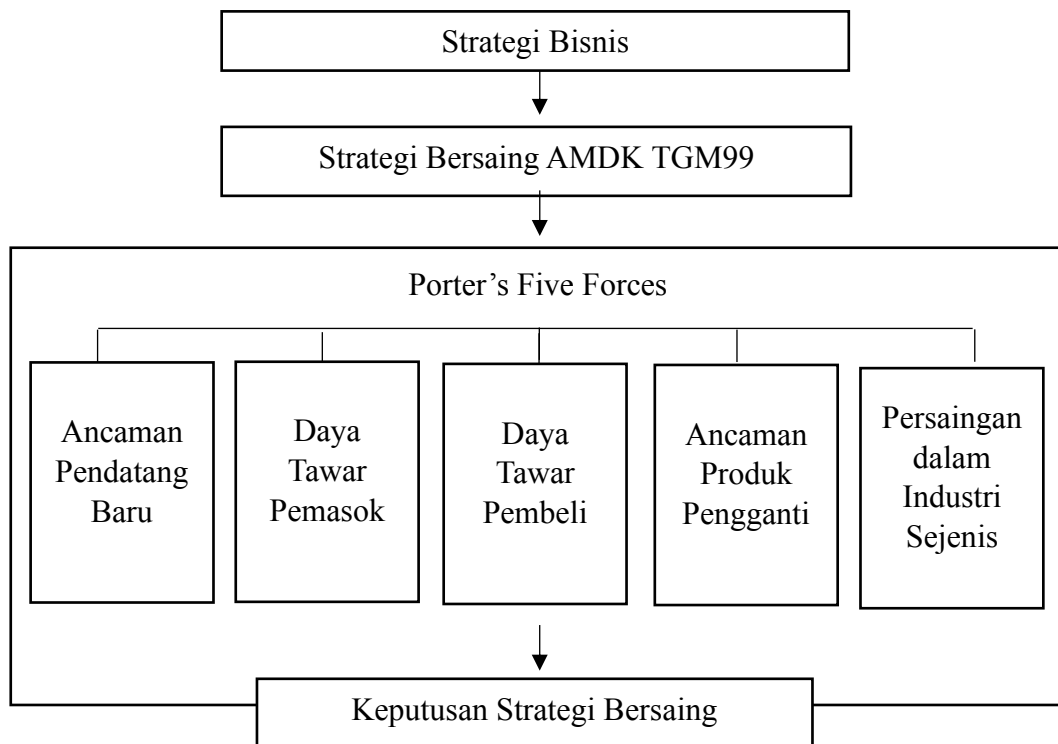 Strategi Bisnis
Strategi Bersaing AMDK TGM99
Porter’s Five Forces
Ancaman
Pendatang
Baru
Daya
Tawar
Pemasok
Daya
Tawar
Pembeli
Ancaman
Produk
Pengganti
Persaingan
dalam
Industri
Sejenis
Keputusan Strategi Bersaing